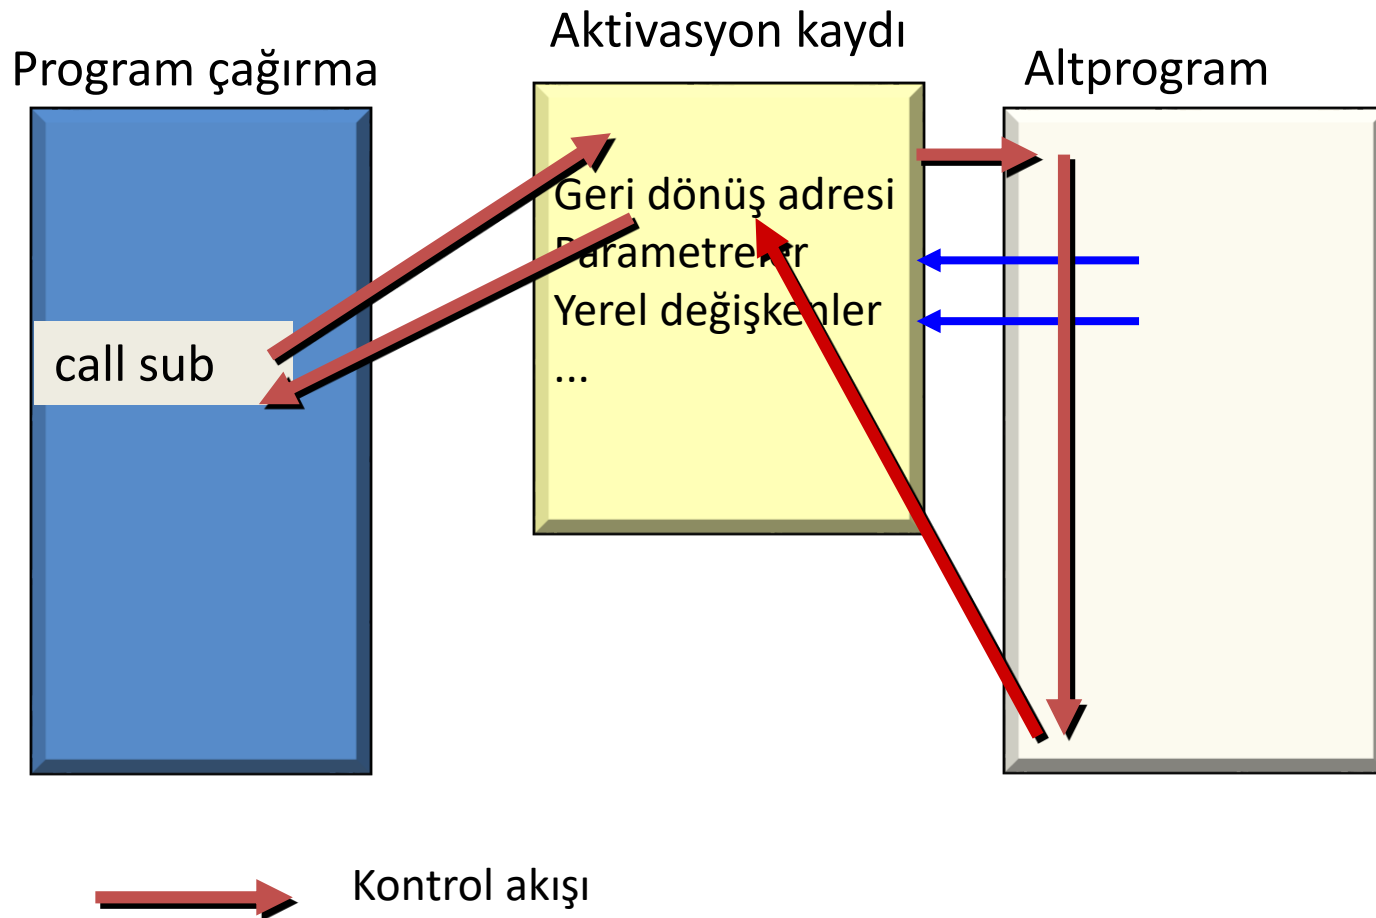 Aktivasyon kaydı
Program çağırma
Altprogram
Geri dönüş adresi
Parametreler
Yerel değişkenler
...
call sub
Kontrol akışı